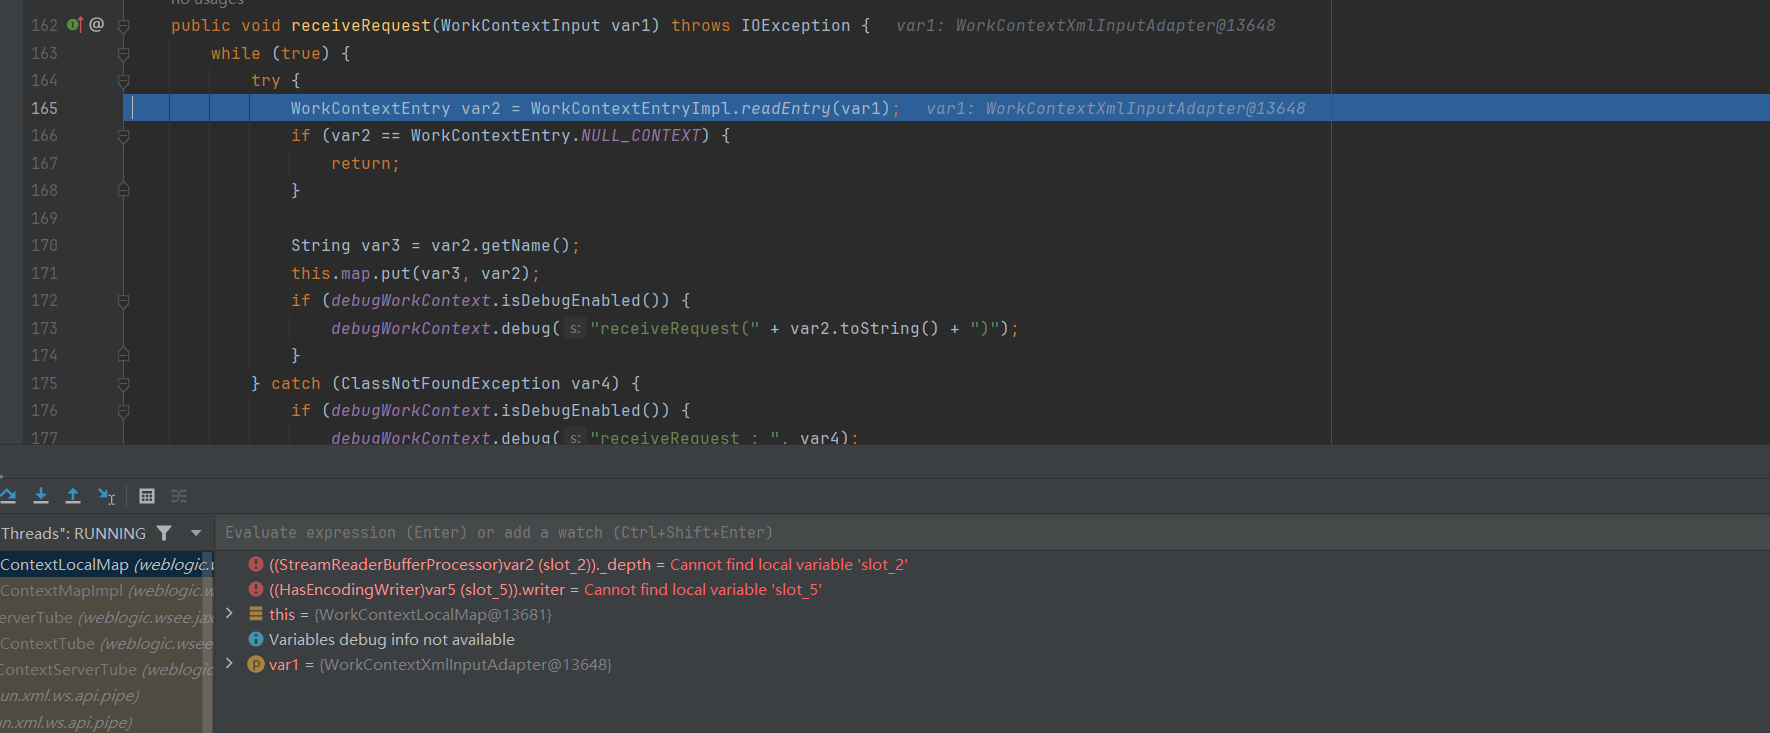 no usages
162 @ public void receiveRequest(WorkContextInput var1) throws IOException { var1: WorkContextXmlInputAdapter@13648
163 while (true) {
164 try {
165 WorkContextEntry var2 = WorkContextEntryImpl.readEntry(var1); var1: WorkContextXmlInputAdapter@13648
166 if (var2 == WorkContextEntry.NULL_CONTEXT) {
167 return;
168 }
169
170 String var3 = var2.getName();
171 this.map.put(var3, var2);
172 if (debugWorkContext.isDebugEnabled()) {
173 debugWorkContext.debug( s: "receiveRequest(" + var2.toString() + ")");
174 }
175 } catch (ClassNotFoundException var4) {
176 if (debugWorkContext.isDebugEnabled()) {
177 debugWorkContext.debug( s: "receiveRequest : ", var4);
Threads": RUNNING
Evaluate expression (Enter) or add a watch (Ctrl+Shift+Enter)
ContextLocalMap (weblogic.
ContextMapImpl (weblogic.w
erverTube (weblogic.wsee.jax
ContextTube (weblogic.wsee
ContextServerTube (weblogic
un.xml.ws.api.pipe)
un.xml.ws.api.pipe)
((StreamReaderBufferProcessor)var2 (slot_2))._depth = Cannot find local variable 'slot_2'
((HasEncodingWriter)var5 (slot_5)).writer = Cannot find local variable 'slot_5'
this = {WorkContextLocalMap@13681}
Variables debug info not available
p var1 = {WorkContextXmlInputAdapter@13648}